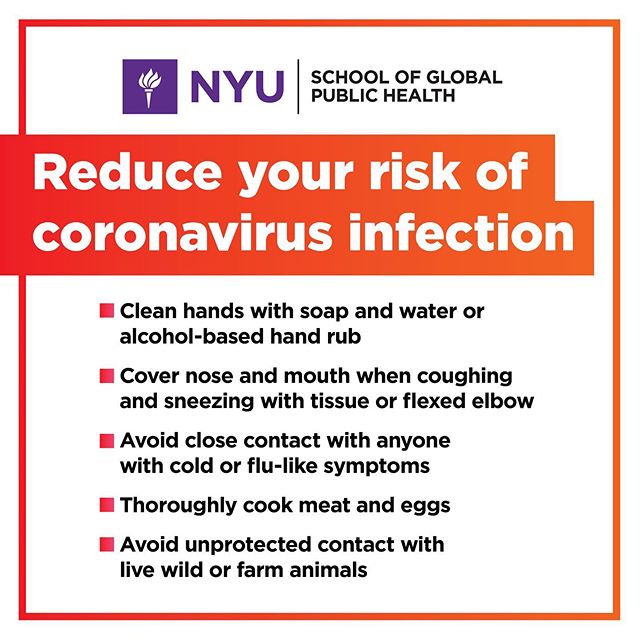 NYU
SCHOOL OF GLOBAL
PUBLIC HEALTH
Reduce your risk of
coronavirus infection
Clean hands with soap and water or
alcohol-based hand rub
Cover nose and mouth when coughing
and sneezing with tissue or flexed elbow
Avoid close contact with anyone
with cold or flu-like symptoms
Thoroughly cook meat and eggs
Avoid unprotected contact with
live wild or farm animals